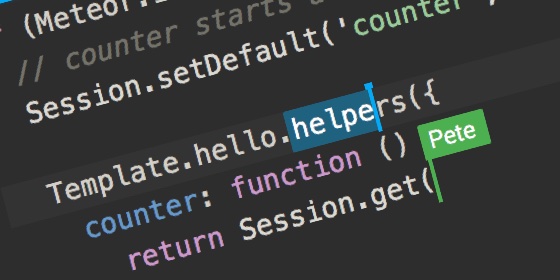 (Meteor.
// counter starts
Session.setDefault('counter',
Template.hello.helpers({
counter: function () Pete
return Session.get(